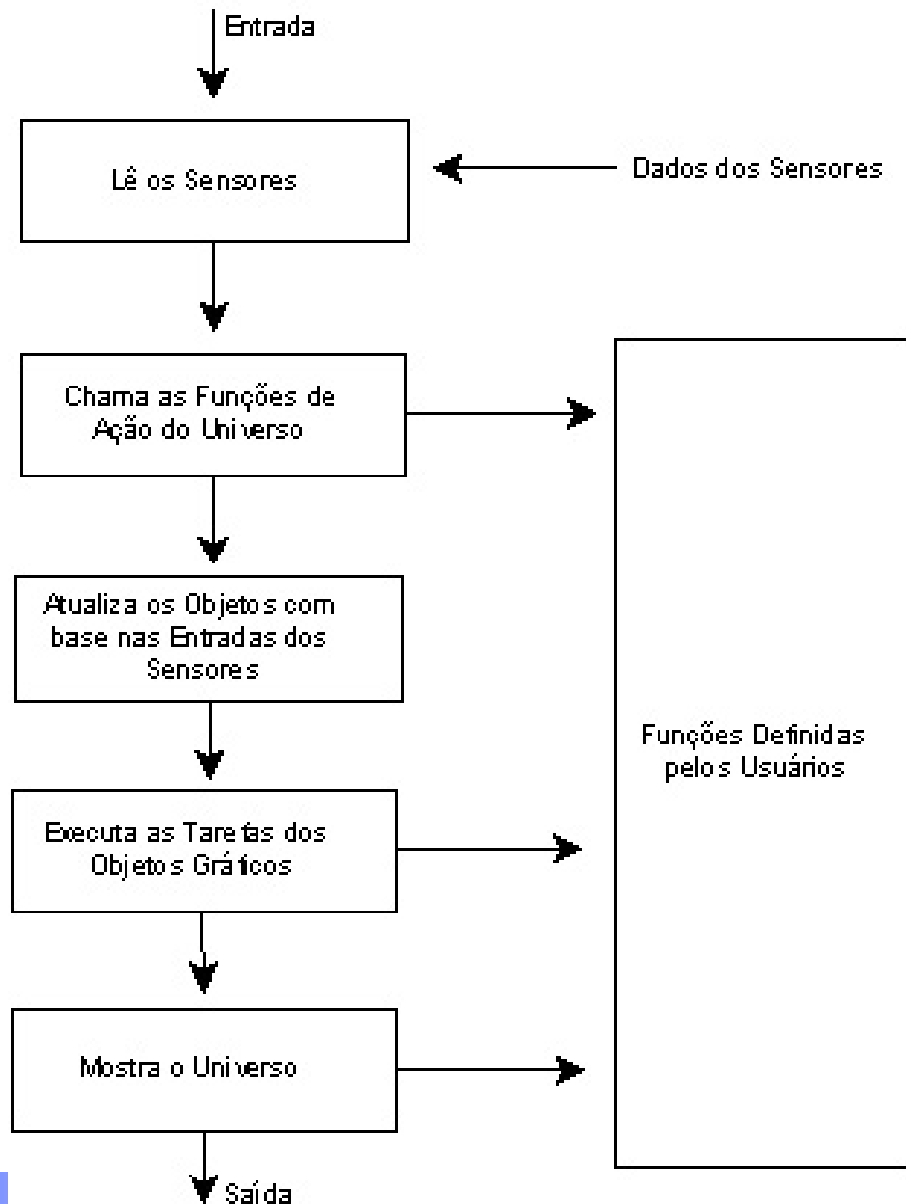 Entrada
Lê os Sensores
Dados dos Sensores
Chama as Funções de
Ação do Universo
Atualiza os Objetos com
base nas Entradas dos
Sensores
Funções Definidas
pelos Usuários
Executa as Tarefas dos
Objetos Gráficos
Mostra o Universo
Saída